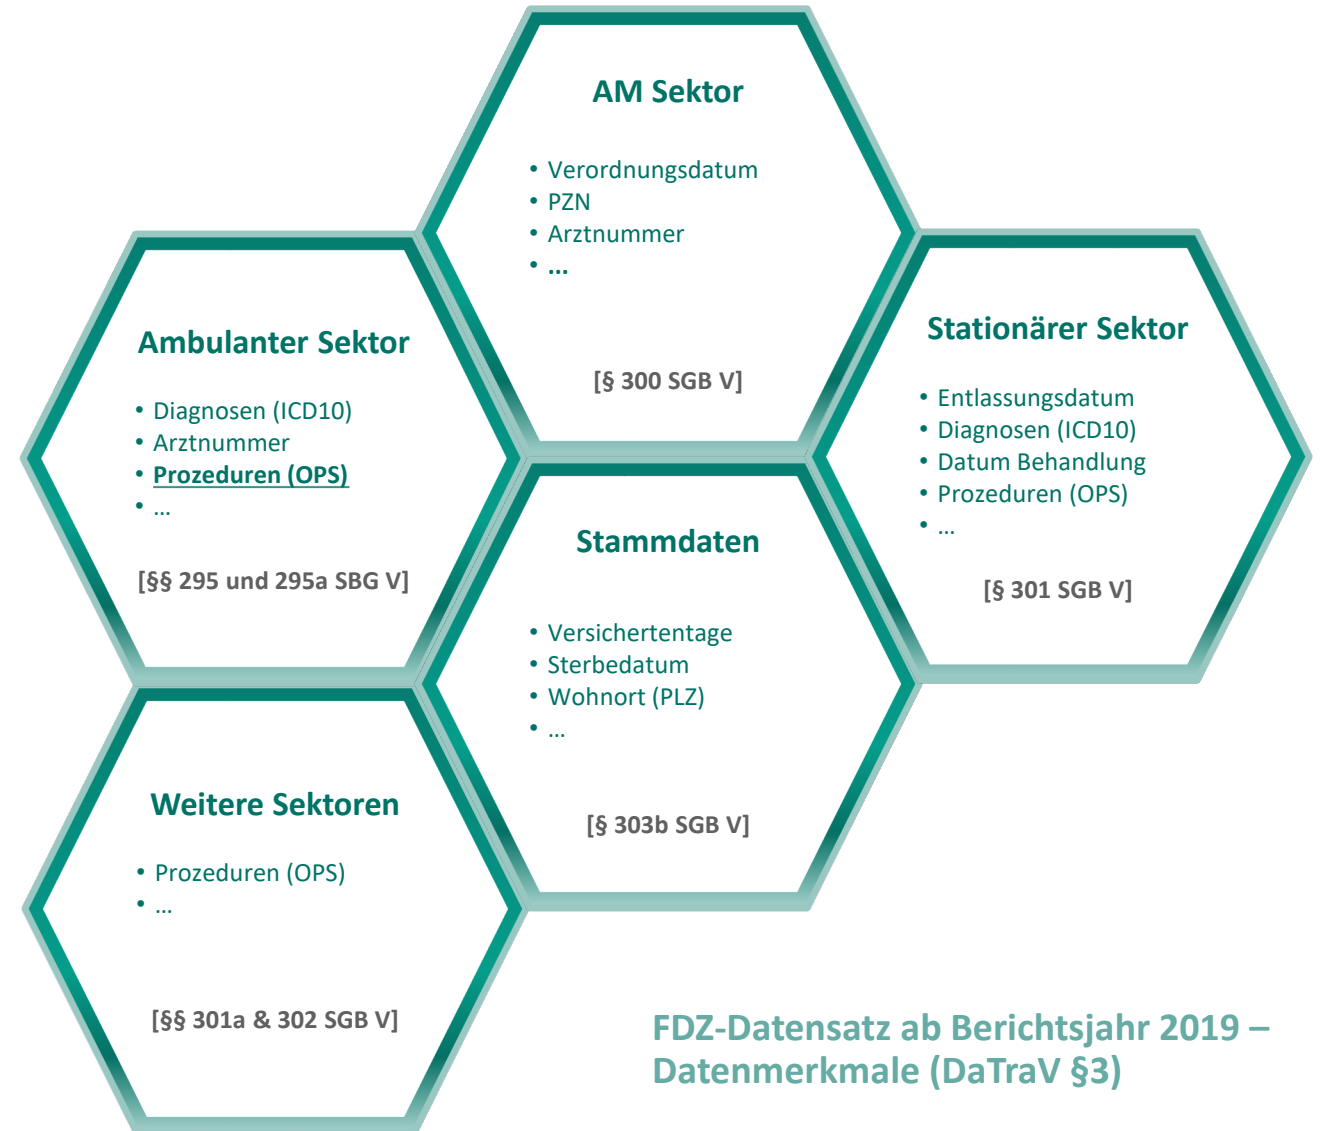 AM Sektor
• Verordnungsdatum
• PZN
• Arztnummer
• ...
[§ 300 SGB V]
Ambulanter Sektor
• Diagnosen (ICD10)
• Arztnummer
• Prozeduren (OPS)
• ...
[§§ 295 und 295a SBG V]
Stationärer Sektor
• Entlassungsdatum
• Diagnosen (ICD10)
• Datum Behandlung
• Prozeduren (OPS)
• ...
[§ 301 SGB V]
Stammdaten
• Versichertentage
• Sterbedatum
• Wohnort (PLZ)
• ...
[§ 303b SGB V]
Weitere Sektoren
• Prozeduren (OPS)
• ...
[§§ 301a & 302 SGB V]
FDZ-Datensatz ab Berichtsjahr 2019 –
Datenmerkmale (DaTraV §3)